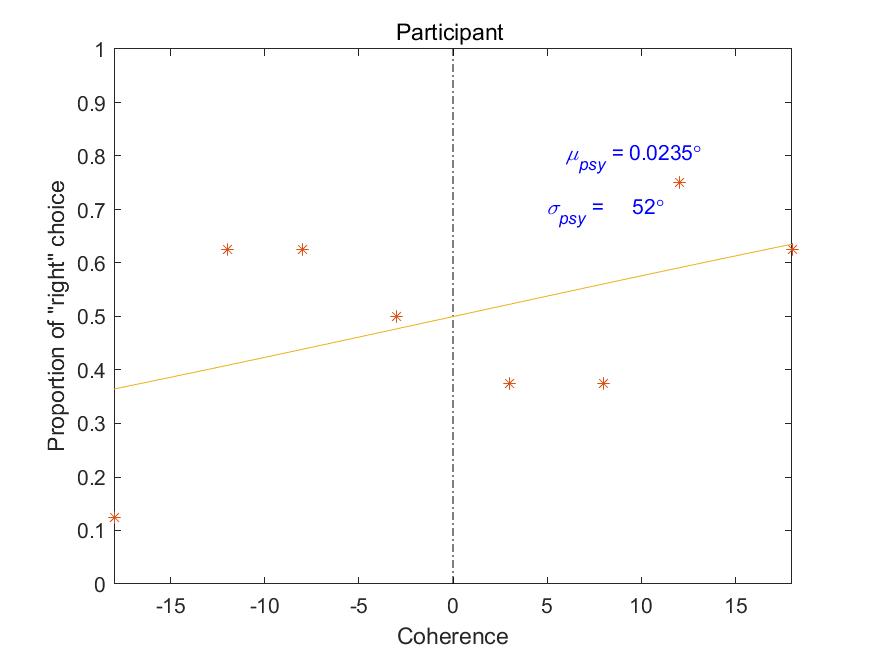 Participant
1
0.9
0.8
0.7
0.6
0.5
0.4
0.3
0.2
0.1
0
Proportion of "right" choice
μpsy = 0.0235°
σpsy = 52°
-15 -10 -5 0 5 10 15
Coherence